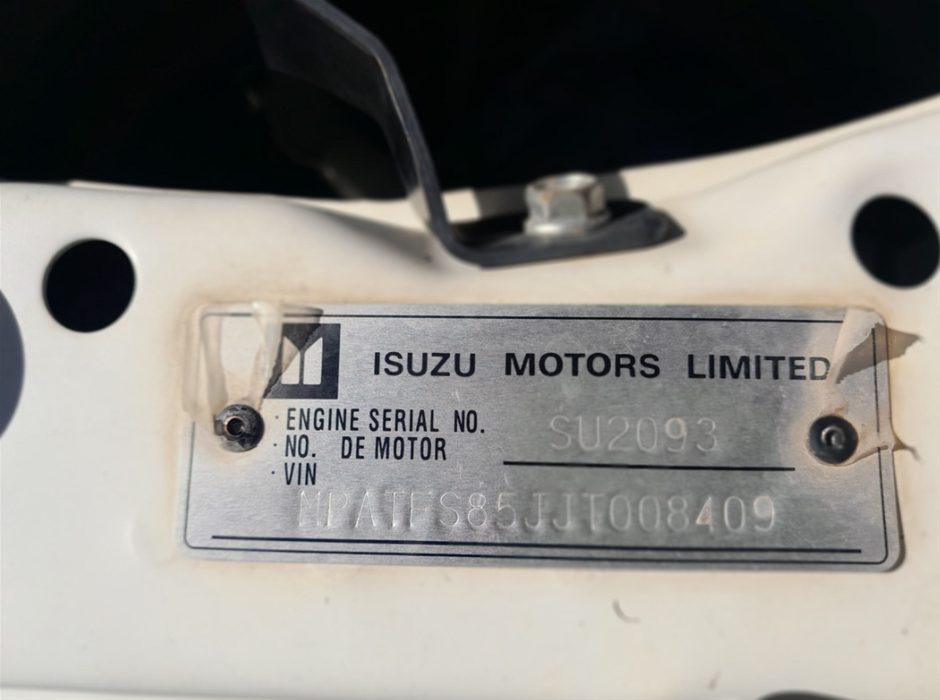 ISUZU MOTORS LIMITED
· ENGINE SERIAL NO. SU2093
· NO. DE MOTOR
· VIN
MPATFS85JJT008409